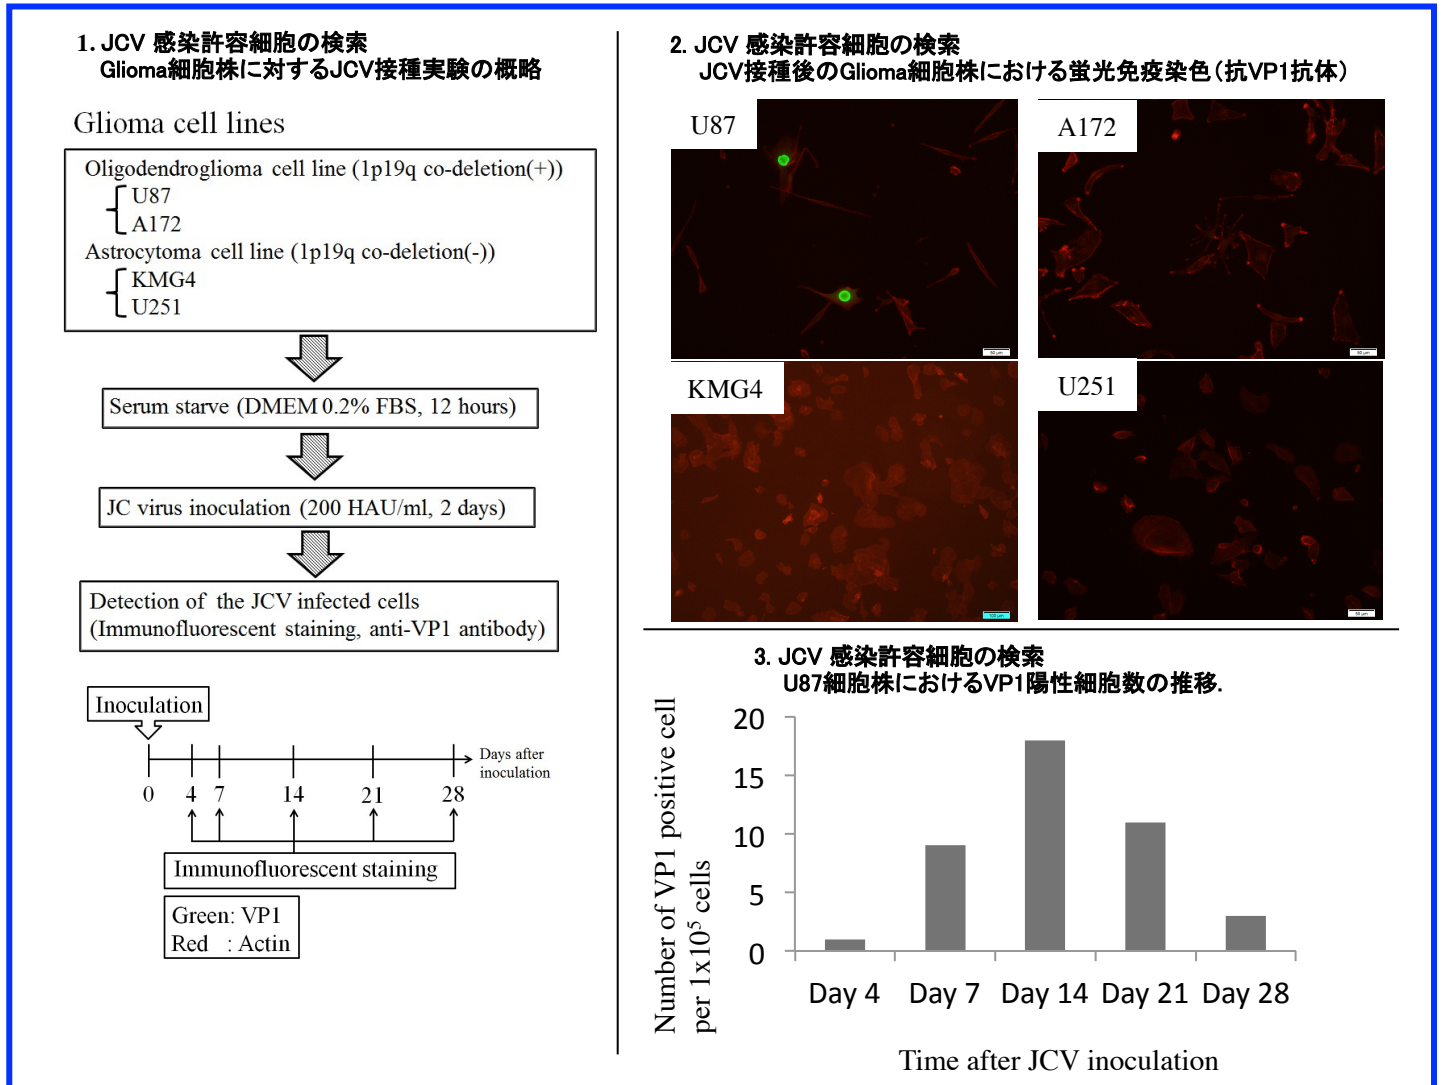 1. JCV 感染許容細胞の検索
Glioma細胞株に対するJCV接種実験の概略
Glioma cell lines
Oligodendroglioma cell line (1p19q co-deletion(+))
U87
A172
Astrocytoma cell line (1p19q co-deletion(-))
KMG4
U251
Serum starve (DMEM 0.2% FBS, 12 hours)
JC virus inoculation (200 HAU/ml, 2 days)
Detection of the JCV infected cells
(Immunofluorescent staining, anti-VP1 antibody)
Inoculation
Days after
inoculation
0 4 7 14 21 28
Immunofluorescent staining
Green: VP1
Red : Actin
2. JCV 感染許容細胞の検索
JCV接種後のGlioma細胞株における蛍光免疫染色(抗VP1抗体)
U87
A172
50 μm
50 μm
KMG4
U251
100 μm
50 μm
3. JCV 感染許容細胞の検索
U87細胞株におけるVP1陽性細胞数の推移.
Number of VP1 positive cell
per 1x10⁵ cells
20
15
10
5
0
Day 4 Day 7 Day 14 Day 21 Day 28
Time after JCV inoculation